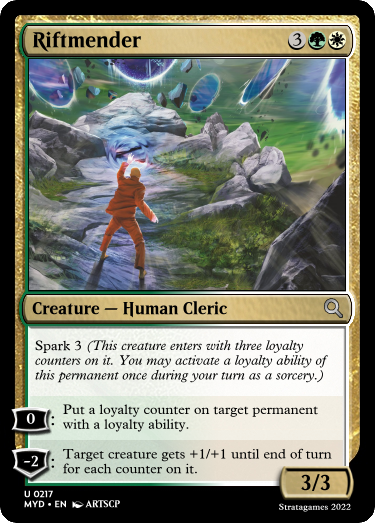 Riftmender 3
Creature — Human Cleric
Spark 3 (This creature enters with three loyalty
counters on it. You may activate a loyalty ability of
this permanent once during your turn as a sorcery.)
0: Put a loyalty counter on target permanent
with a loyalty ability.
-2: Target creature gets +1/+1 until end of turn
for each counter on it.
3/3
U 0217
MYD • EN ARTSCP
Stratagames 2022